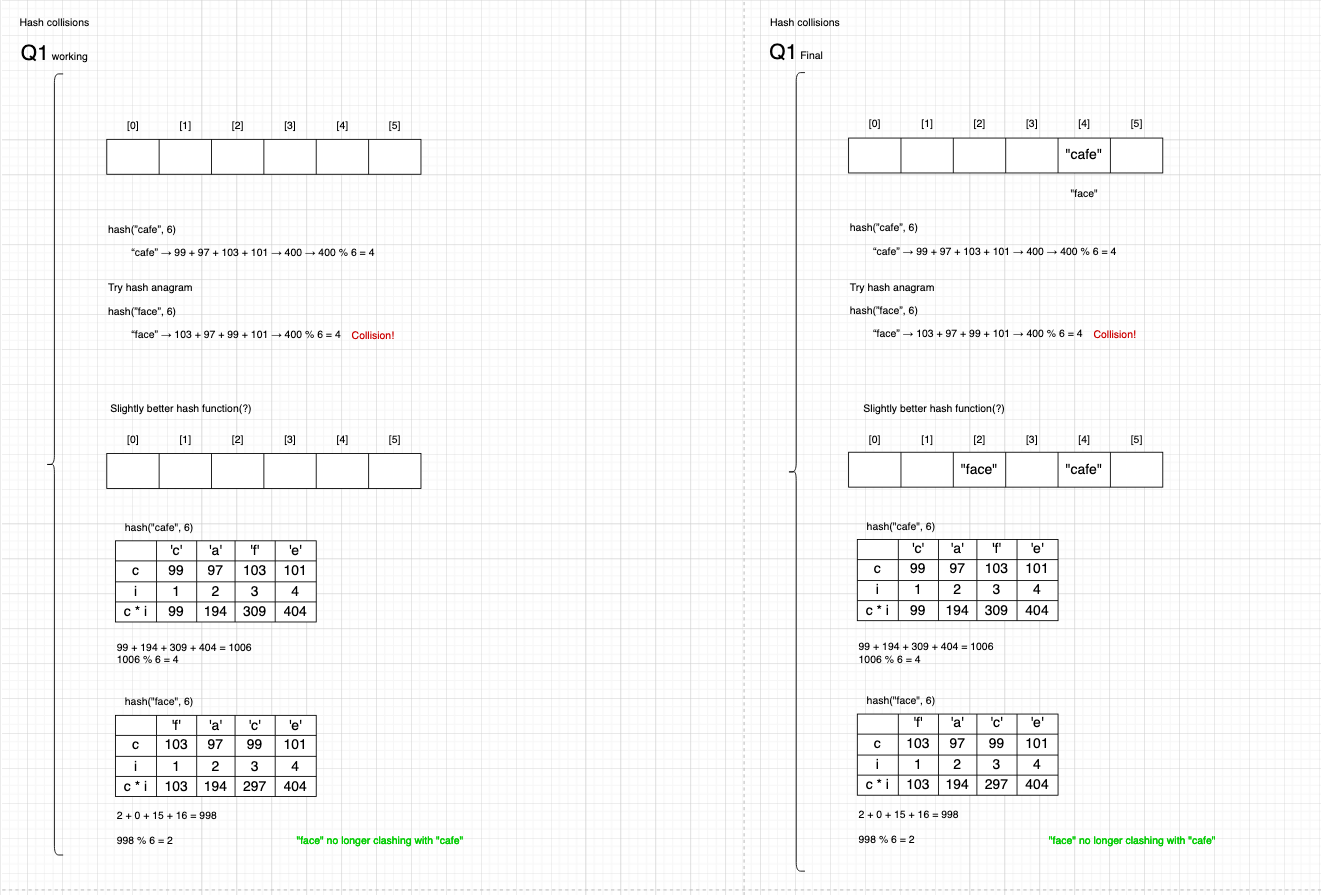 Hash collisions
Q1 working
[0] [1] [2] [3] [4] [5]
hash("cafe", 6)
“cafe” → 99 + 97 + 103 + 101 → 400 → 400 % 6 = 4
Try hash anagram
hash("face", 6)
“face” → 103 + 97 + 99 + 101 → 400 % 6 = 4 Collision!
Slightly better hash function(?)
[0] [1] [2] [3] [4] [5]
hash("cafe", 6)
'c' 'a' 'f' 'e'
c 99 97 103 101
i 1 2 3 4
c * i 99 194 309 404
99 + 194 + 309 + 404 = 1006
1006 % 6 = 4
hash("face", 6)
'f' 'a' 'c' 'e'
c 103 97 99 101
i 1 2 3 4
c * i 103 194 297 404
2 + 0 + 15 + 16 = 998
998 % 6 = 2 "face" no longer clashing with "cafe"
Hash collisions
Q1 Final
[0] [1] [2] [3] [4] [5]
"cafe"
"face"
hash("cafe", 6)
“cafe” → 99 + 97 + 103 + 101 → 400 → 400 % 6 = 4
Try hash anagram
hash("face", 6)
“face” → 103 + 97 + 99 + 101 → 400 % 6 = 4 Collision!
Slightly better hash function(?)
[0] [1] [2] [3] [4] [5]
"face" "cafe"
hash("cafe", 6)
'c' 'a' 'f' 'e'
c 99 97 103 101
i 1 2 3 4
c * i 99 194 309 404
99 + 194 + 309 + 404 = 1006
1006 % 6 = 4
hash("face", 6)
'f' 'a' 'c' 'e'
c 103 97 99 101
i 1 2 3 4
c * i 103 194 297 404
2 + 0 + 15 + 16 = 998
998 % 6 = 2 "face" no longer clashing with "cafe"